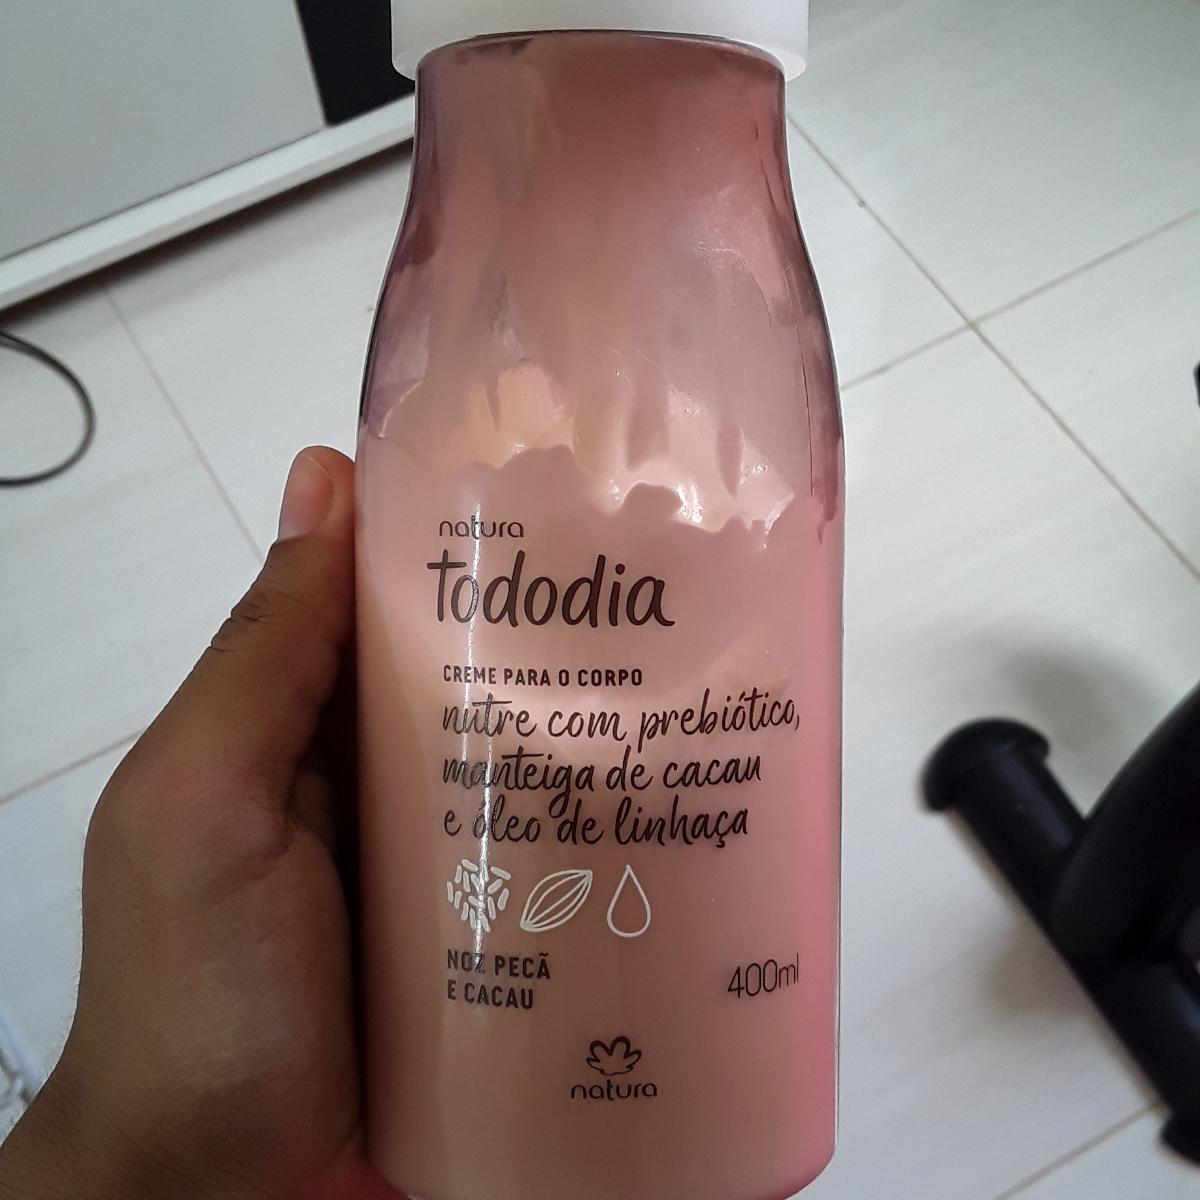 natura
tododia
CREME PARA O CORPO
nutre com prebiótico,
manteiga de cacau
e óleo de linhaça
NOZ PECÃ
E CACAU
400ml
natura